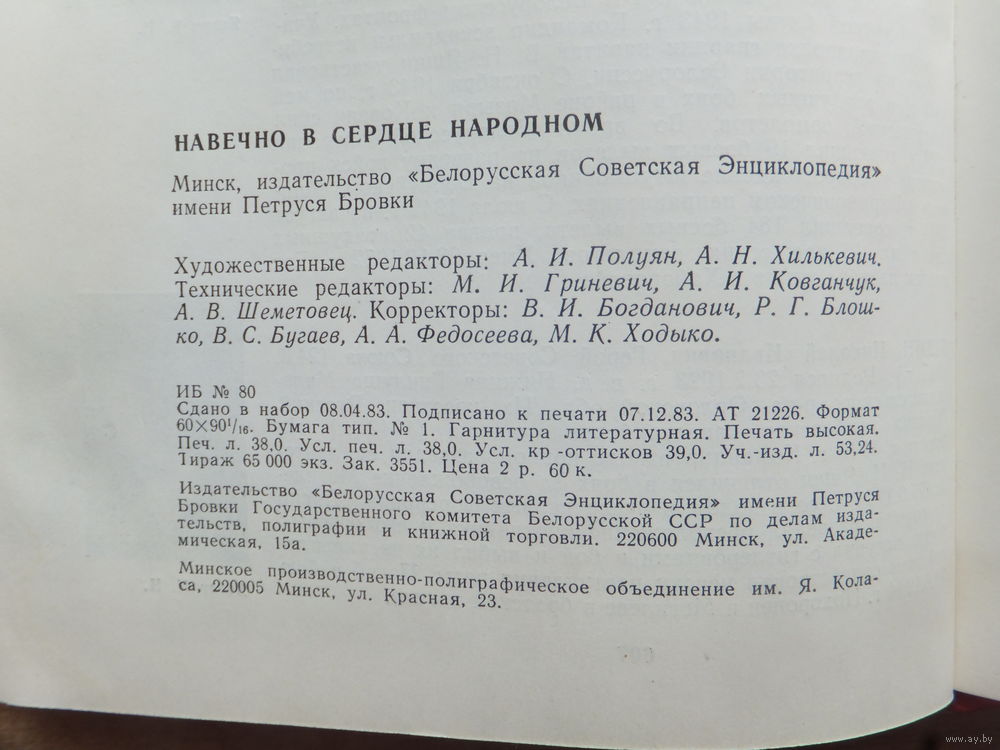 НАВЕЧНО В СЕРДЦЕ НАРОДНОМ
Минск, издательство «Белорусская Советская Энциклопедия»
имени Петруся Бровки
Художественные редакторы: А. И. Полуян, А. Н. Хилькевич.
Технические редакторы: М. И. Гриневич, А. И. Ковганчук,
А. В. Шеметовец. Корректоры: В. И. Богданович, Р. Г. Блош-
ко, В. С. Бугаев, А. А. Федосеева, М. К. Ходыко.
ИБ № 80
Сдано в набор 08.04.83. Подписано к печати 07.12.83. АТ 21226. Формат
60×90¹/₁₆. Бумага тип. № 1. Гарнитура литературная. Печать высокая.
Печ. л. 38,0. Усл. печ. л. 38,0. Усл. кр -оттисков 39,0. Уч.-изд. л. 53,24.
Тираж 65 000 экз. Зак. 3551. Цена 2 р. 60 к.
Издательство «Белорусская Советская Энциклопедия» имени Петруся
Бровки Государственного комитета Белорусской ССР по делам изда-
тельств, полиграфии и книжной торговли. 220600 Минск, ул. Акаде-
мическая, 15а.
Минское производственно-полиграфическое объединение им. Я. Кола-
са, 220005 Минск, ул. Красная, 23.
www.ay.by